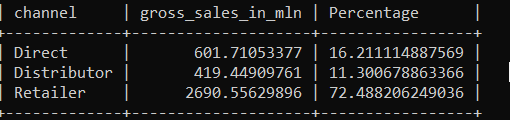 | channel | gross_sales_in_mln | Percentage |
+-------------+--------------------+-----------------+
| Direct | 601.71053377 | 16.211114887569 |
| Distributor | 419.44909761 | 11.300678863366 |
| Retailer | 2690.55629896 | 72.488206249036 |
+-------------+--------------------+-----------------+